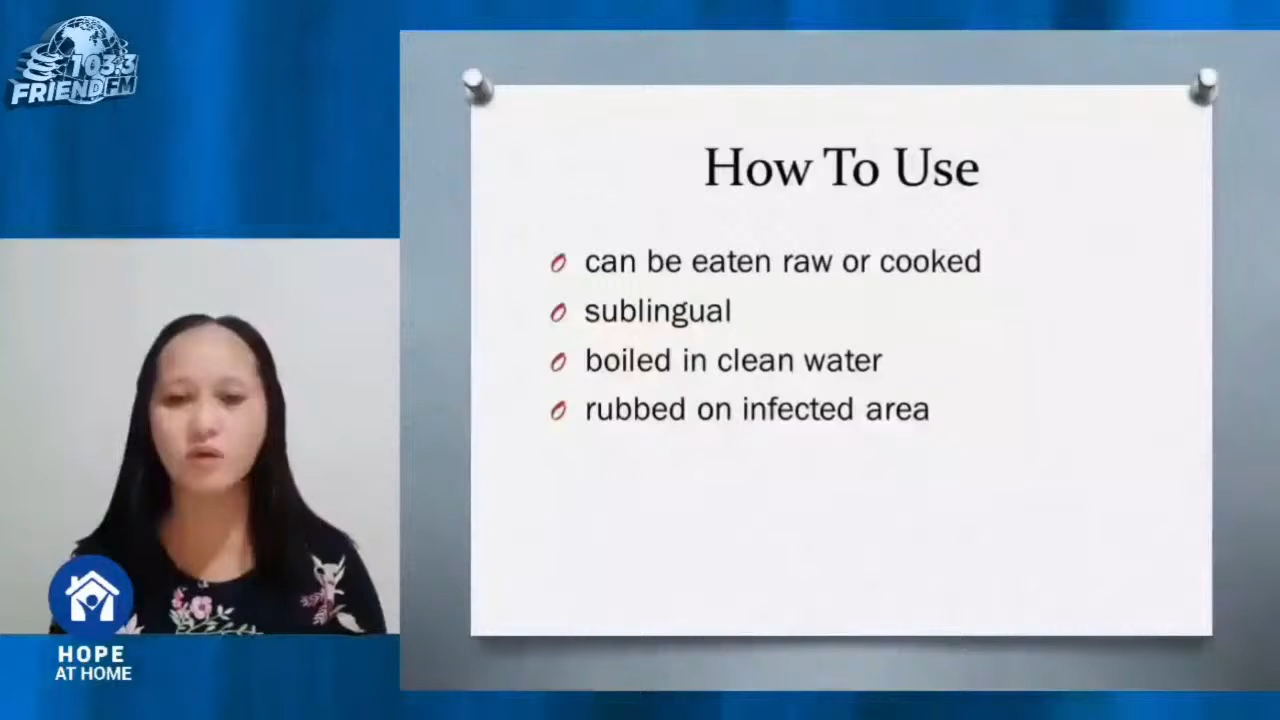 103.3
FRIEND FM
How To Use
can be eaten raw or cooked
sublingual
boiled in clean water
rubbed on infected area
HOPE
AT HOME